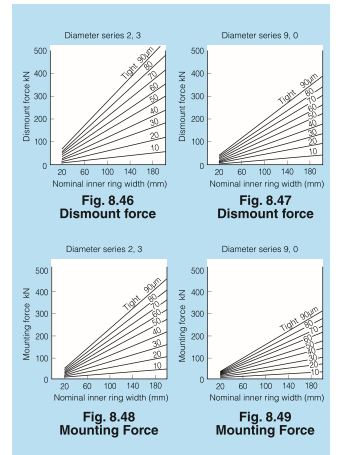 Diameter series 2, 3
500
400
300
200
100
0
Dismount force kN
Tight 90μm
80
70
60
50
40
30
20
10
20 60 100 140 180
Nominal inner ring width (mm)
Fig. 8.46
Dismount force
Diameter series 9, 0
500
400
300
200
100
0
Dismount force kN
Tight 90μm
80
70
60
50
40
30
20
10
20 60 100 140 180
Nominal inner ring width (mm)
Fig. 8.47
Dismount force
Diameter series 2, 3
500
400
300
200
100
0
Mounting force kN
Tight 90μm
80
70
60
50
40
30
20
10
20 60 100 140 180
Nominal inner ring width (mm)
Fig. 8.48
Mounting Force
Diameter series 9, 0
500
400
300
200
100
0
Mounting force kN
Tight 90μm
80
70
60
50
40
30
20
10
20 60 100 140 180
Nominal inner ring width (mm)
Fig. 8.49
Mounting Force